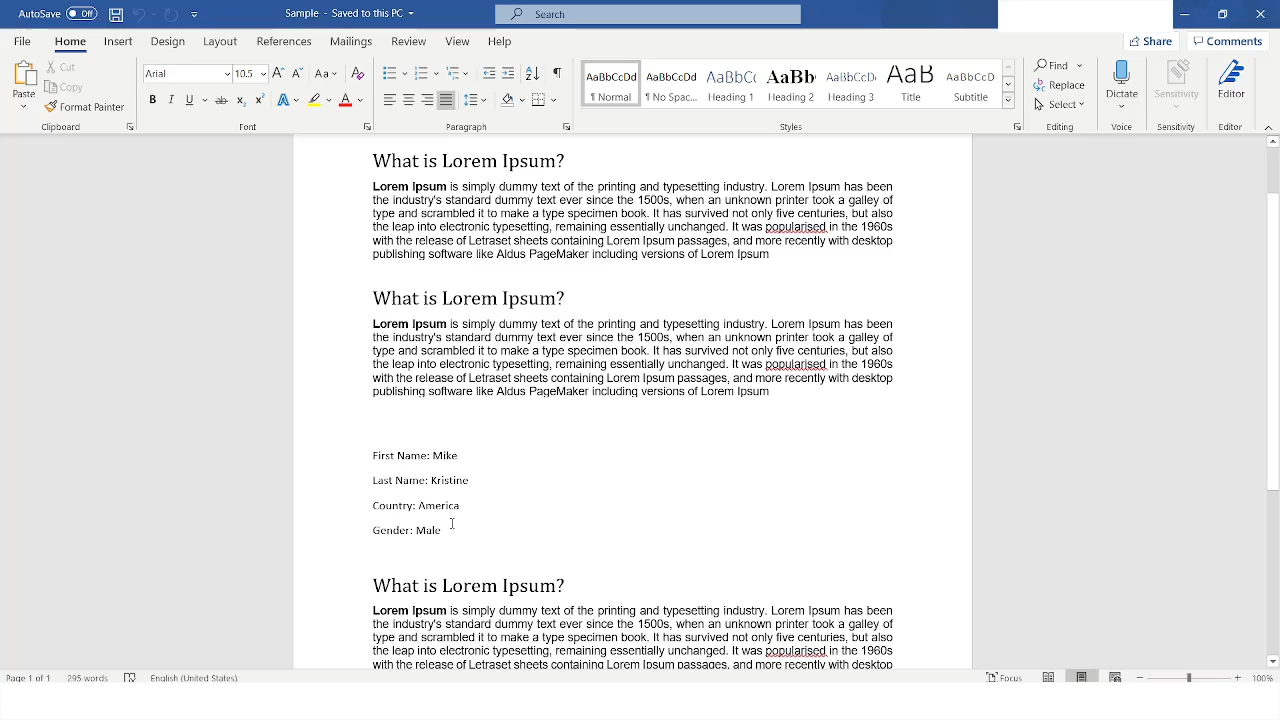 AutoSave Off Sample - Saved to this PC Search
File Home Insert Design Layout References Mailings Review View Help Share Comments
Paste Cut Copy Format Painter
Arial 10.5
AaBbCcDd AaBbCcDd AaBbCc AaBb AaBbCcD AaB AaBbCcD
¶ Normal ¶ No Spac... Heading 1 Heading 2 Heading 3 Title Subtitle
Find Replace Select Dictate Sensitivity Editor
Clipboard Font Paragraph Styles Editing Voice Sensitivity Editor
What is Lorem Ipsum?
Lorem Ipsum is simply dummy text of the printing and typesetting industry. Lorem Ipsum has been
the industry's standard dummy text ever since the 1500s, when an unknown printer took a galley of
type and scrambled it to make a type specimen book. It has survived not only five centuries, but also
the leap into electronic typesetting, remaining essentially unchanged. It was popularised in the 1960s
with the release of Letraset sheets containing Lorem Ipsum passages, and more recently with desktop
publishing software like Aldus PageMaker including versions of Lorem Ipsum
What is Lorem Ipsum?
Lorem Ipsum is simply dummy text of the printing and typesetting industry. Lorem Ipsum has been
the industry's standard dummy text ever since the 1500s, when an unknown printer took a galley of
type and scrambled it to make a type specimen book. It has survived not only five centuries, but also
the leap into electronic typesetting, remaining essentially unchanged. It was popularised in the 1960s
with the release of Letraset sheets containing Lorem Ipsum passages, and more recently with desktop
publishing software like Aldus PageMaker including versions of Lorem Ipsum
First Name: Mike
Last Name: Kristine
Country: America
Gender: Male
What is Lorem Ipsum?
Lorem Ipsum is simply dummy text of the printing and typesetting industry. Lorem Ipsum has been
the industry's standard dummy text ever since the 1500s, when an unknown printer took a galley of
type and scrambled it to make a type specimen book. It has survived not only five centuries, but also
the leap into electronic typesetting, remaining essentially unchanged. It was popularised in the 1960s
with the release of Letraset sheets containing Lorem Ipsum passages, and more recently with desktop
Page 1 of 1 295 words English (United States) Focus 100%